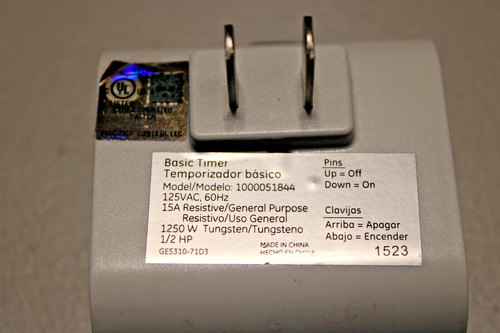 UL
Basic Timer
Temporizador básico
Model/Modelo: 1000051844
125VAC, 60Hz
15A Resistive/General Purpose
Resistivo/Uso General
1250 W Tungsten/Tungsteno
1/2 HP
GES310-71D3
MADE IN CHINA
HECHO EN CHINA
Pins
Up = Off
Down = On
Clavijas
Arriba = Apagar
Abajo = Encender
1523